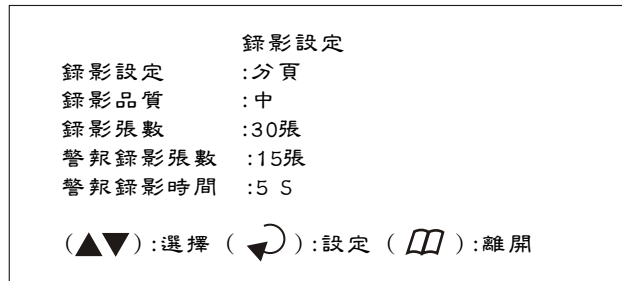 錄影設定
錄影設定 :分頁
錄影品質 :中
錄影張數 :30張
警報錄影張數 :15張
警報錄影時間 :5 S
(▲▼):選擇 ( ):設定 ( ):離開